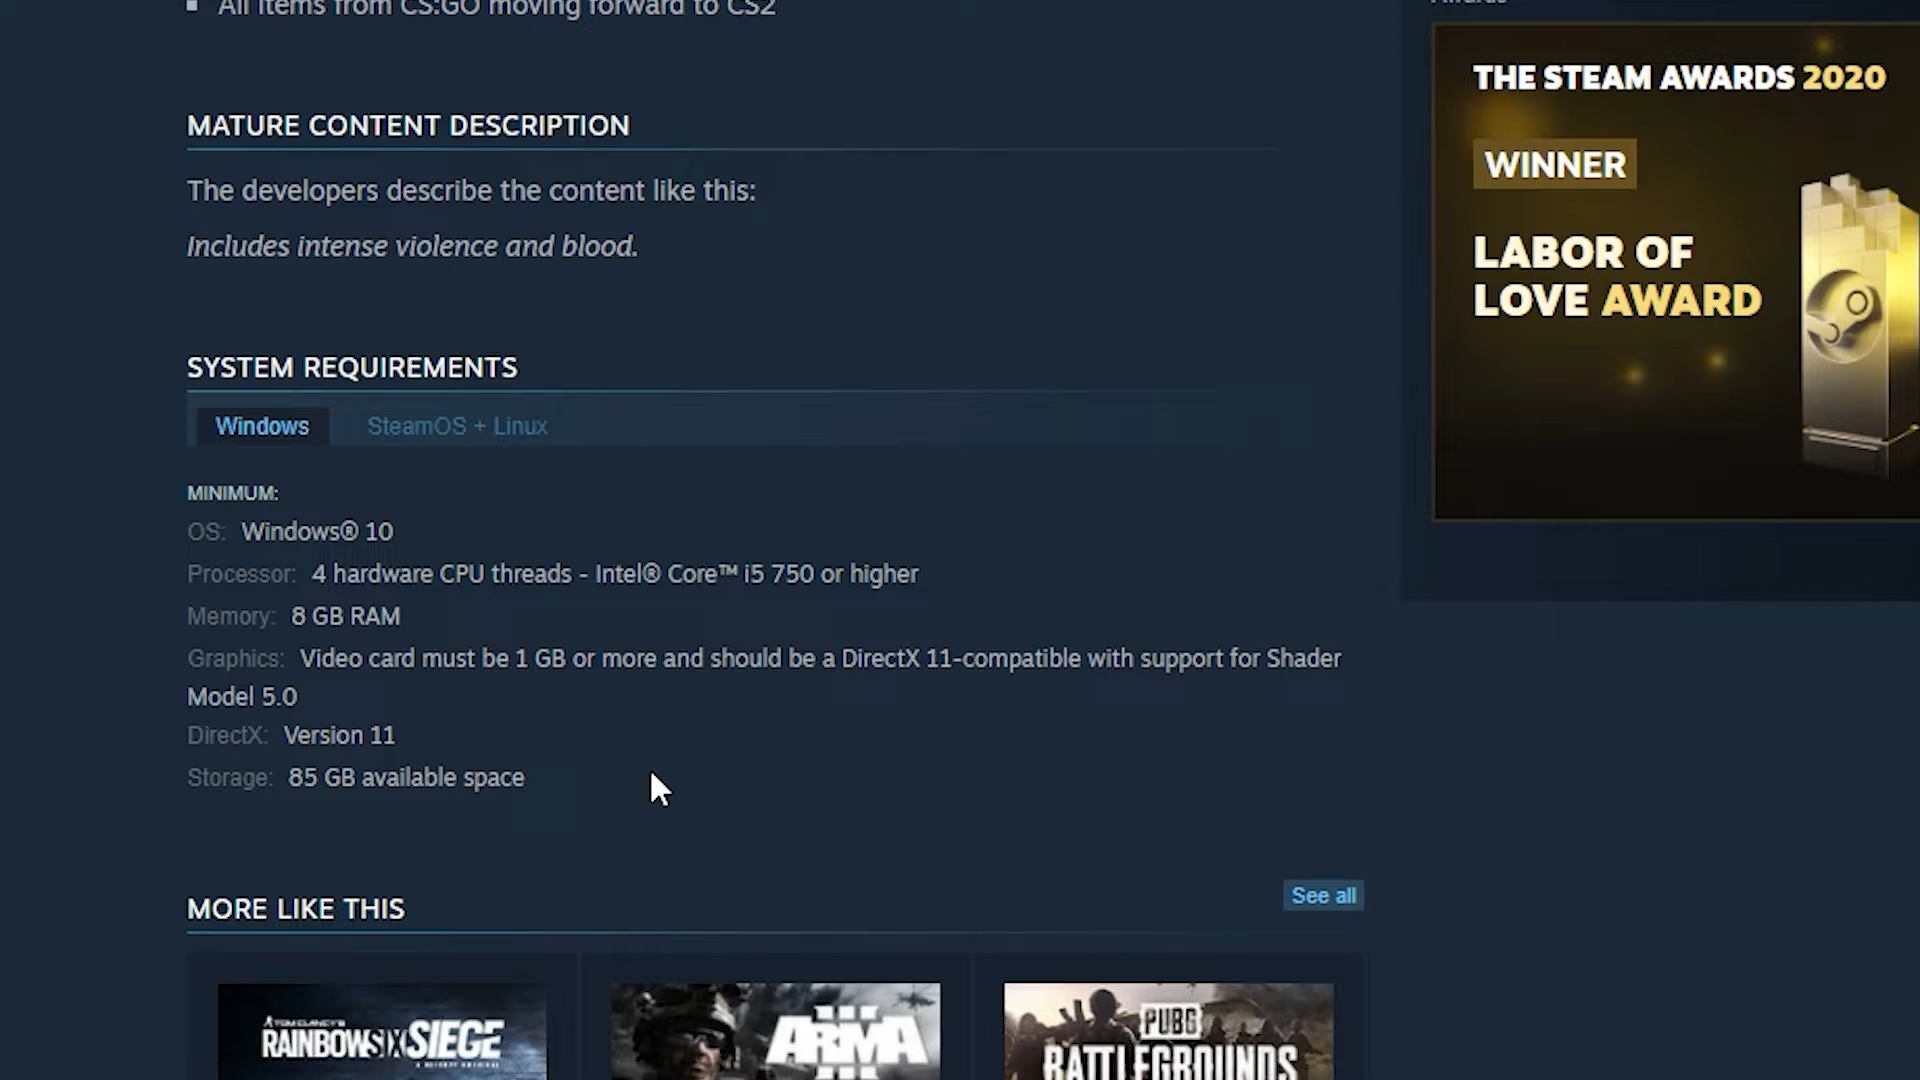 All items from CS:GO moving forward to CS2
MATURE CONTENT DESCRIPTION
The developers describe the content like this:
Includes intense violence and blood.
SYSTEM REQUIREMENTS
Windows
SteamOS + Linux
MINIMUM:
OS: Windows® 10
Processor: 4 hardware CPU threads - Intel® Core™ i5 750 or higher
Memory: 8 GB RAM
Graphics: Video card must be 1 GB or more and should be a DirectX 11-compatible with support for Shader
Model 5.0
DirectX: Version 11
Storage: 85 GB available space
MORE LIKE THIS
See all
TOM CLANCY'S
RAINBOWSIX SIEGE
ARMA
III
PUBG
BATTLEGROUNDS
Awards
THE STEAM AWARDS 2020
WINNER
LABOR OF
LOVE AWARD